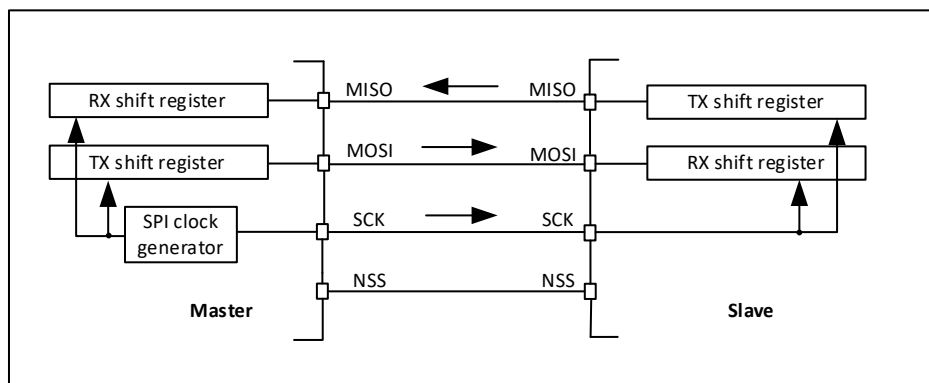 RX shift register
MISO
MISO
TX shift register
TX shift register
MOSI
MOSI
RX shift register
SPI clock
generator
SCK
SCK
NSS
NSS
Master
Slave